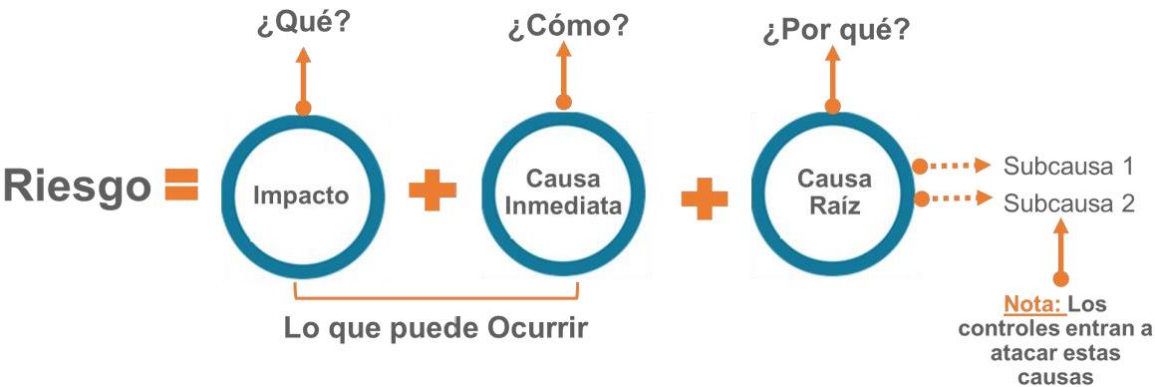 ¿Qué?
¿Cómo?
¿Por qué?
Riesgo =
Impacto
+
Causa
Inmediata
+
Causa
Raíz
Subcausa 1
Subcausa 2
Lo que puede Ocurrir
Nota: Los
controles entran a
atacar estas
causas